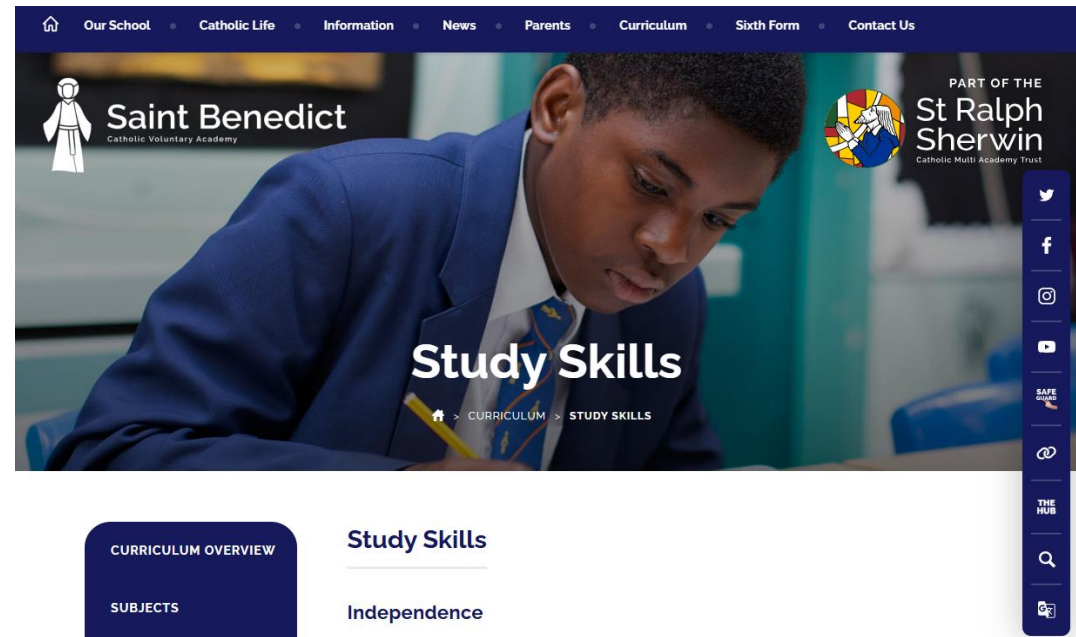 Our School Catholic Life Information News Parents Curriculum Sixth Form Contact Us
Saint Benedict
Catholic Voluntary Academy
PART OF THE
St Ralph
Sherwin
Catholic Multi Academy Trust
Study Skills
> CURRICULUM > STUDY SKILLS
SAFE
GUARD
THE
HUB
CURRICULUM OVERVIEW
SUBJECTS
Study Skills
Independence